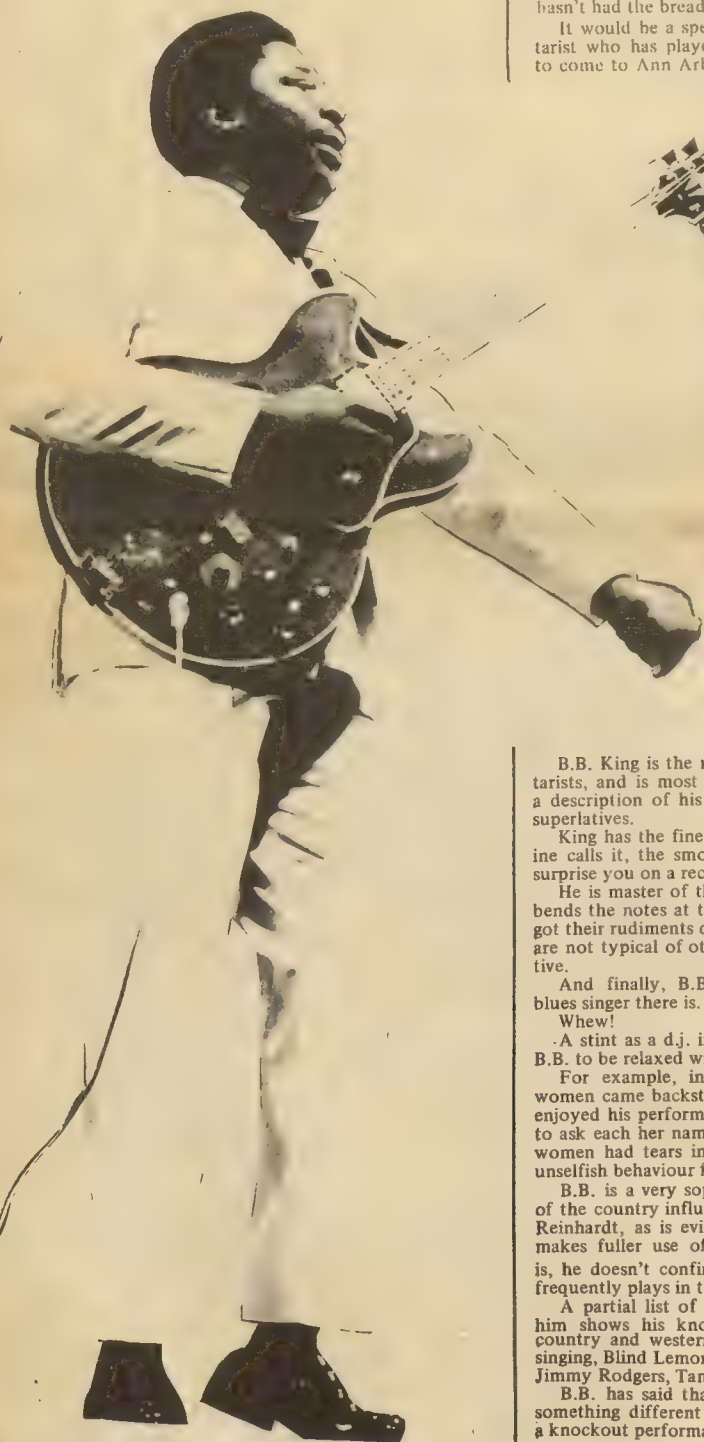 hasn't had the bread
It would be a spe
tarist who has playe
to come to Ann Arb
B.B. King is the
tarists, and is most
a description of his
superlatives.
King has the fine
ine calls it, the smo
surprise you on a rec
He is master of th
bends the notes at t
got their rudiments
are not typical of ot
tive.
And finally, B.B
blues singer there is.
Whew!
A stint as a d.j. i
B.B. to be relaxed w
For example, in
women came backst
enjoyed his perform
to ask each her nam
women had tears in
unselfish behaviour f
B.B. is a very sop
of the country influ
Reinhardt, as is evi
makes fuller use of
is, he doesn't confi
frequently plays in t
A partial list of
him shows his kno
country and wester
singing, Blind Lemo
Jimmy Rodgers, Tam
B.B. has said tha
something different
a knockout performa